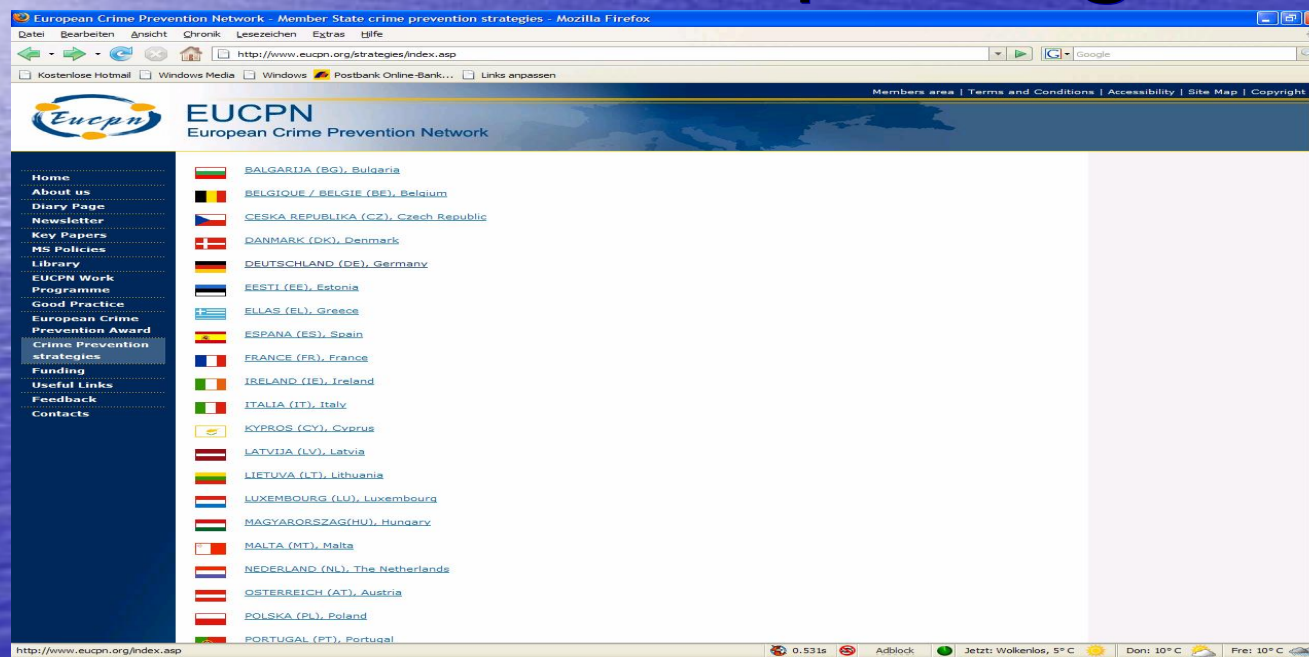 European Crime Prevention Network - Member State crime prevention strategies - Mozilla Firefox
Datei Bearbeiten Ansicht Chronik Lesezeichen Extras Hilfe
http://www.eucpn.org/strategies/index.asp
Google
Kostenlose Hotmail Windows Media Windows Postbank Online-Bank... Links anpassen
Members area | Terms and Conditions | Accessibility | Site Map | Copyright
Eucpn
EUCPN
European Crime Prevention Network
Home
About us
Diary Page
Newsletter
Key Papers
MS Policies
Library
EUCPN Work
Programme
Good Practice
European Crime
Prevention Award
Crime Prevention
strategies
Funding
Useful Links
Feedback
Contacts
BALGARIJA (BG), Bulgaria
BELGIQUE / BELGIE (BE), Belgium
CESKA REPUBLIKA (CZ), Czech Republic
DANMARK (DK), Denmark
DEUTSCHLAND (DE), Germany
EESTI (EE), Estonia
ELLAS (EL), Greece
ESPANA (ES), Spain
FRANCE (FR), France
IRELAND (IE), Ireland
ITALIA (IT), Italy
KYPROS (CY), Cyprus
LATVIJA (LV), Latvia
LIETUVA (LT), Lithuania
LUXEMBOURG (LU), Luxembourg
MAGYARORSZAG(HU), Hungary
MALTA (MT), Malta
NEDERLAND (NL), The Netherlands
OSTERREICH (AT), Austria
POLSKA (PL), Poland
PORTUGAL (PT), Portugal
http://www.eucpn.org/index.asp
0.531s Adblock Jetzt: Wolkenlos, 5° C Don: 10° C Fre: 10° C